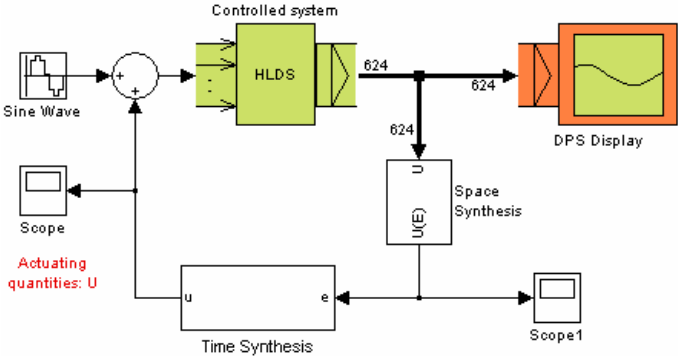 Controlled system
HLDS
624
624
DPS Display
Sine Wave
+
+
624
U
U(E)
Space
Synthesis
Scope
Actuating
quantities: U
u
e
Time Synthesis
Scope1